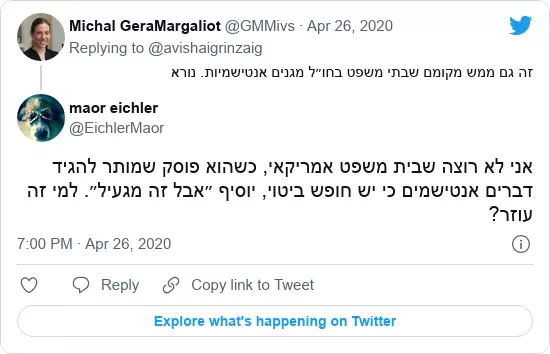 Michal GeraMargaliot @GMMivs · Apr 26, 2020
Replying to @avishaigrinzaig
זה גם ממש מקומם שבתי משפט בחו״ל מגנים אנטישמיות. נורא
maor eichler
@EichlerMaor
אני לא רוצה שבית משפט אמריקאי, כשהוא פוסק שמותר להגיד
דברים אנטישמים כי יש חופש ביטוי, יוסיף ״אבל זה מגעיל״. למי זה
עוזר?
7:00 PM · Apr 26, 2020
Reply
Copy link to Tweet
Explore what's happening on Twitter